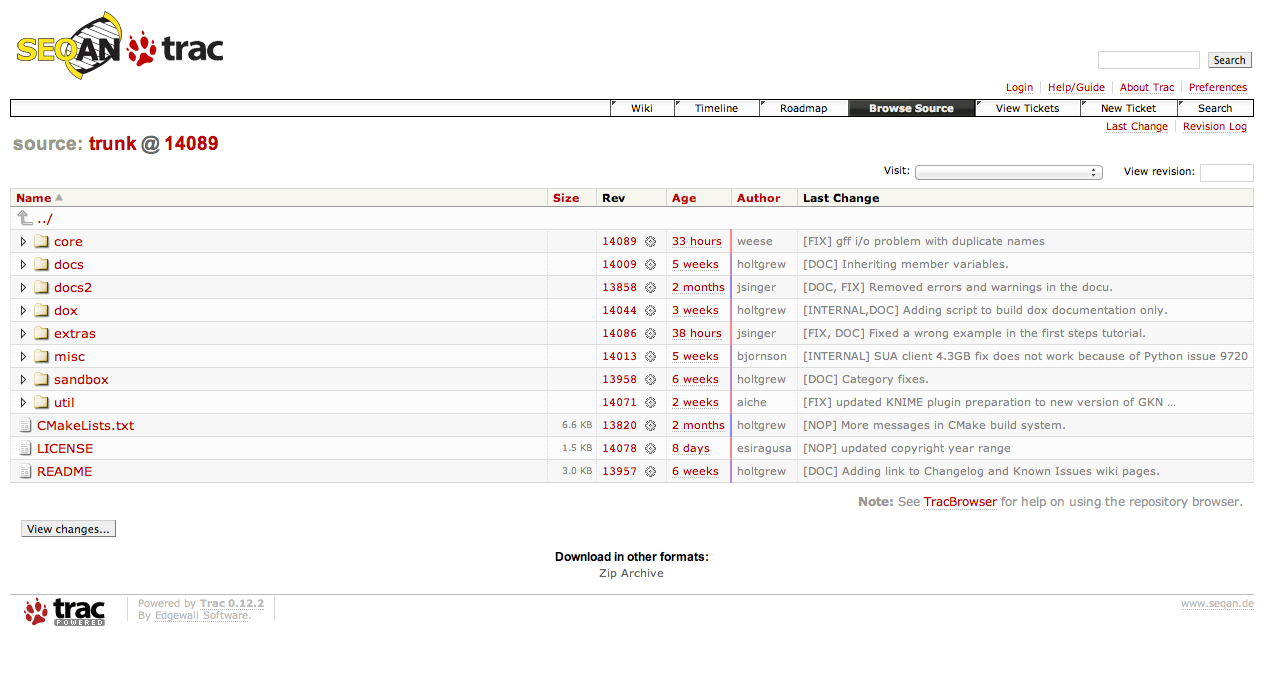 SEQAN trac
Search
Login Help/Guide About Trac Preferences
Wiki Timeline Roadmap Browse Source View Tickets New Ticket Search
Last Change Revision Log
source: trunk @ 14089
Visit: View revision:
Name Size Rev Age Author Last Change
../
core 14089 33 hours weese [FIX] gff i/o problem with duplicate names
docs 14009 5 weeks holtgrew [DOC] Inheriting member variables.
docs2 13858 2 months jsinger [DOC, FIX] Removed errors and warnings in the docu.
dox 14044 3 weeks holtgrew [INTERNAL,DOC] Adding script to build dox documentation only.
extras 14086 38 hours jsinger [FIX, DOC] Fixed a wrong example in the first steps tutorial.
misc 14013 5 weeks bjornson [INTERNAL] SUA client 4.3GB fix does not work because of Python issue 9720
sandbox 13958 6 weeks holtgrew [DOC] Category fixes.
util 14071 2 weeks aiche [FIX] updated KNIME plugin preparation to new version of GKN ...
CMakeLists.txt 6.6 KB 13820 2 months holtgrew [NOP] More messages in CMake build system.
LICENSE 1.5 KB 14078 8 days esiragusa [NOP] updated copyright year range
README 3.0 KB 13957 6 weeks holtgrew [DOC] Adding link to Changelog and Known Issues wiki pages.
Note: See TracBrowser for help on using the repository browser.
View changes...
Download in other formats:
Zip Archive
trac POWERED
Powered by Trac 0.12.2
By Edgewall Software.
www.seqan.de